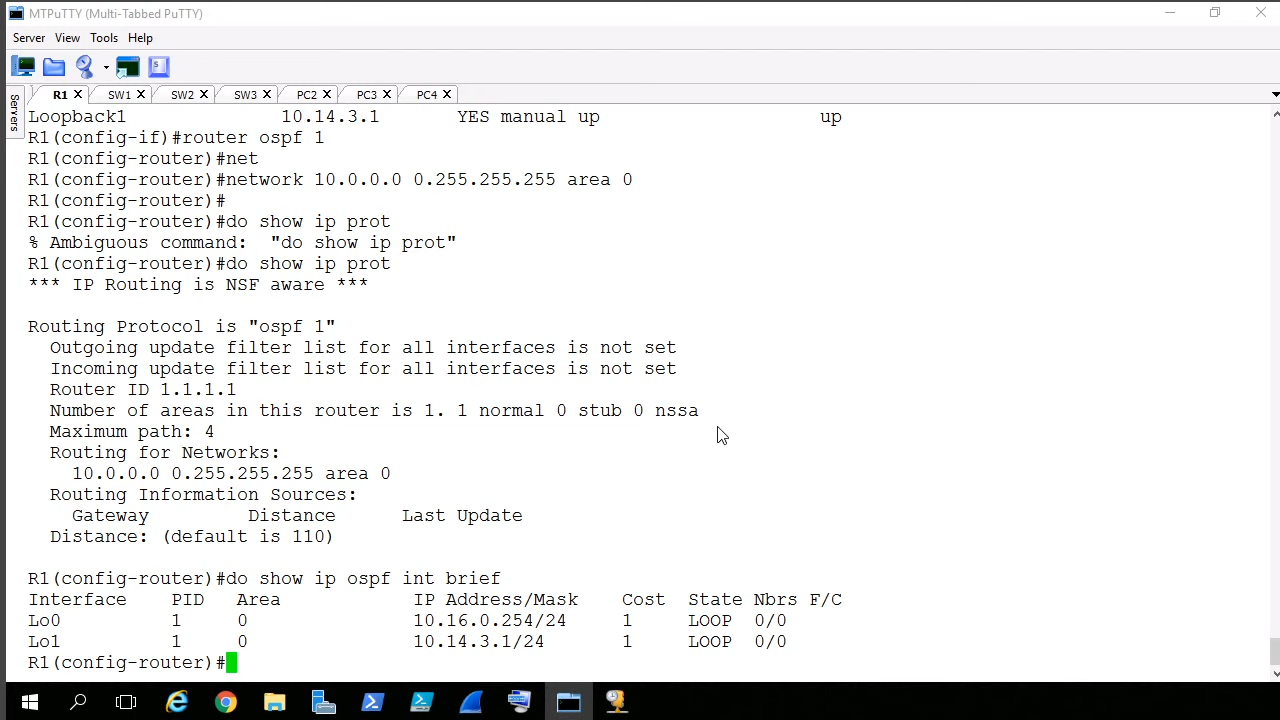 MTPuTTY (Multi-Tabbed PuTTY)
Server View Tools Help
R1 SW1 SW2 SW3 PC2 PC3 PC4
Servers
Loopback1 10.14.3.1 YES manual up up
R1(config-if)#router ospf 1
R1(config-router)#net
R1(config-router)#network 10.0.0.0 0.255.255.255 area 0
R1(config-router)#
R1(config-router)#do show ip prot
% Ambiguous command: "do show ip prot"
R1(config-router)#do show ip prot
*** IP Routing is NSF aware ***
Routing Protocol is "ospf 1"
Outgoing update filter list for all interfaces is not set
Incoming update filter list for all interfaces is not set
Router ID 1.1.1.1
Number of areas in this router is 1. 1 normal 0 stub 0 nssa
Maximum path: 4
Routing for Networks:
10.0.0.0 0.255.255.255 area 0
Routing Information Sources:
Gateway Distance Last Update
Distance: (default is 110)
R1(config-router)#do show ip ospf int brief
Interface PID Area IP Address/Mask Cost State Nbrs F/C
Lo0 1 0 10.16.0.254/24 1 LOOP 0/0
Lo1 1 0 10.14.3.1/24 1 LOOP 0/0
R1(config-router)#